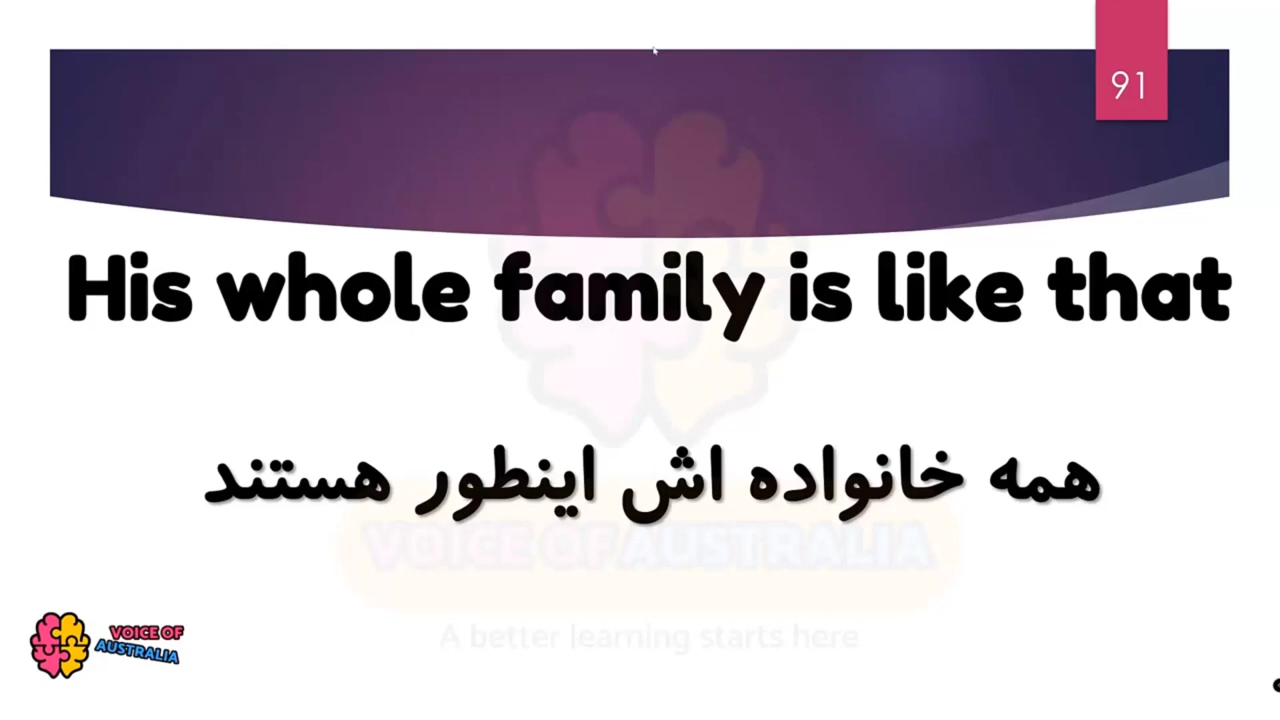 91
His whole family is like that
همه خانواده اش اینطور هستند
VOICE OF AUSTRALIA
A better learning starts here
VOICE OF
AUSTRALIA